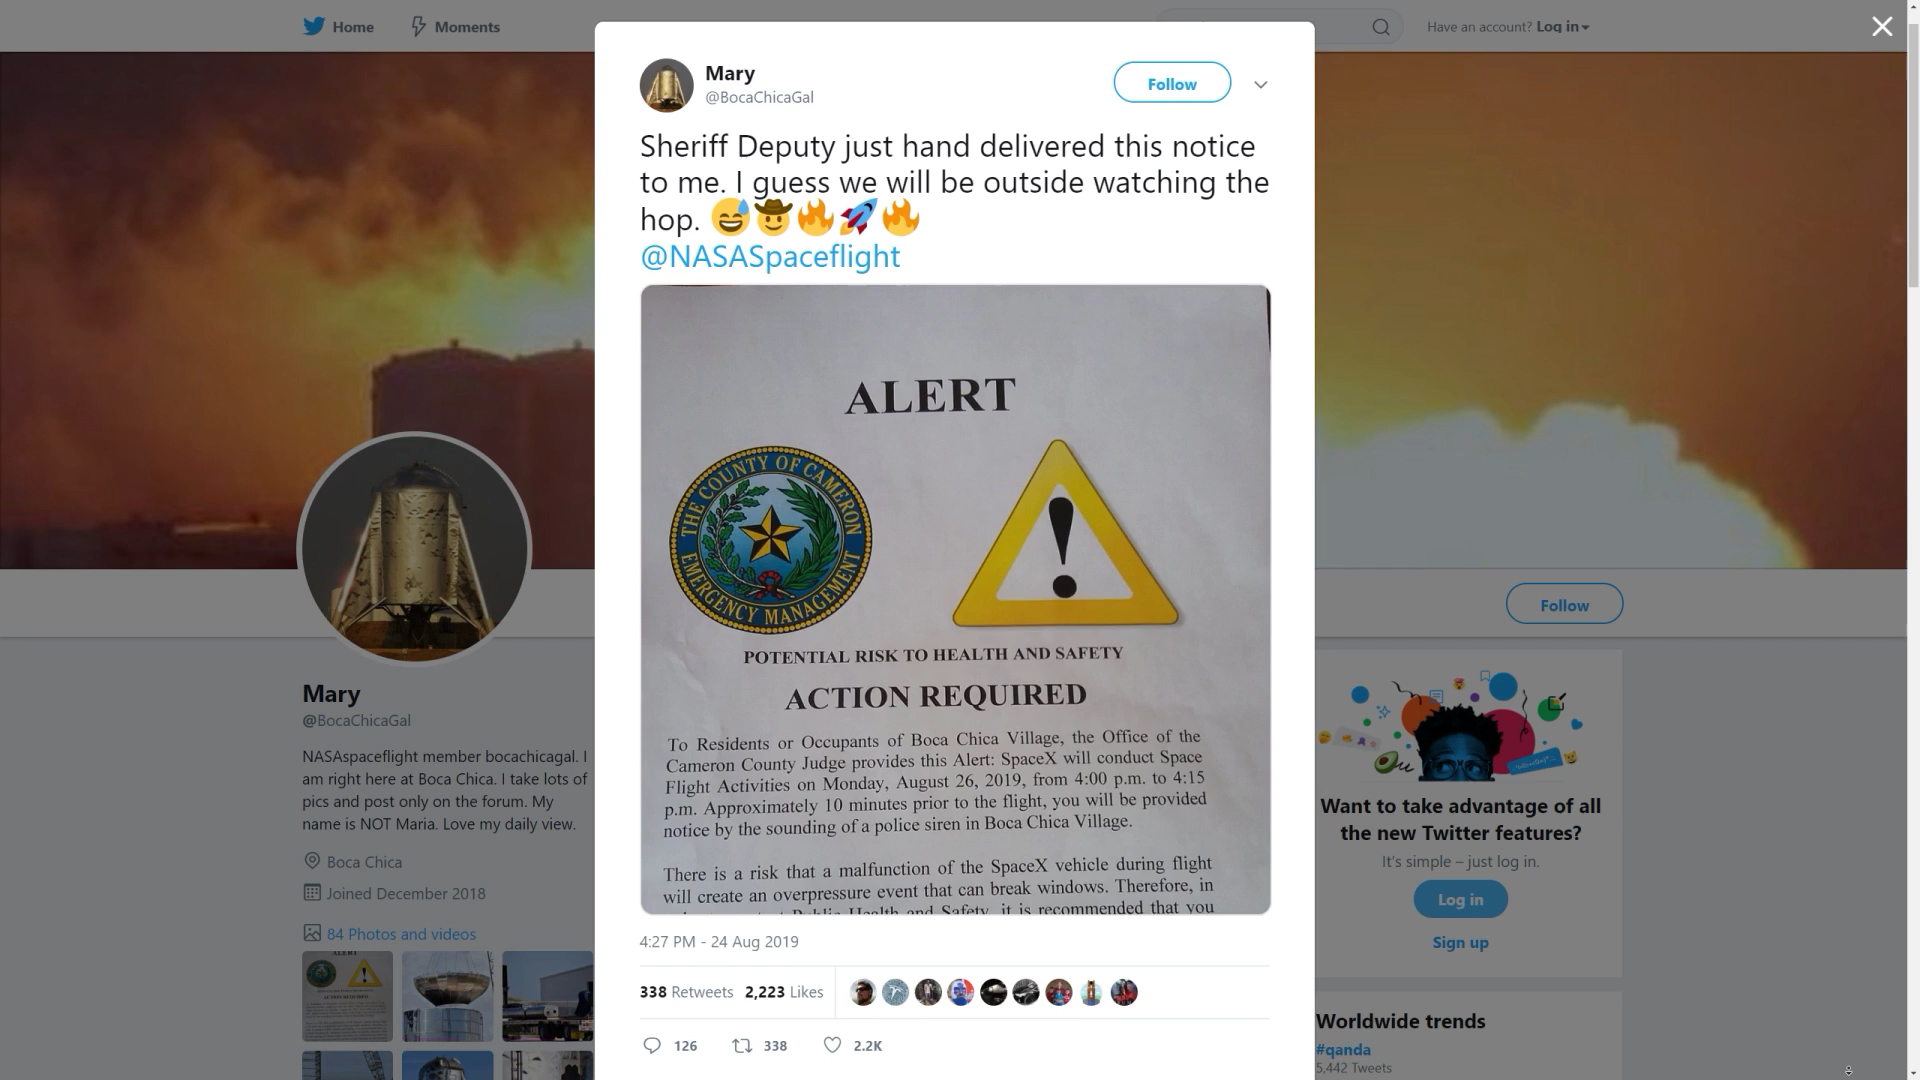 Home
Moments
Have an account? Log in
Mary
@BocaChicaGal
Follow
Sheriff Deputy just hand delivered this notice
to me. I guess we will be outside watching the
hop. 😅🤠🔥🚀🔥
@NASASpaceflight
ALERT
THE COUNTY OF CAMERON
EMERGENCY MANAGEMENT
!
POTENTIAL RISK TO HEALTH AND SAFETY
ACTION REQUIRED
To Residents or Occupants of Boca Chica Village, the Office of the
Cameron County Judge provides this Alert: SpaceX will conduct Space
Flight Activities on Monday, August 26, 2019, from 4:00 p.m. to 4:15
p.m. Approximately 10 minutes prior to the flight, you will be provided
notice by the sounding of a police siren in Boca Chica Village.
There is a risk that a malfunction of the SpaceX vehicle during flight
will create an overpressure event that can break windows. Therefore, in
Public Health and Safety, it is recommended that you
4:27 PM - 24 Aug 2019
338 Retweets 2,223 Likes
126 338 2.2K
Mary
@BocaChicaGal
NASAspaceflight member bocachicagal. I
am right here at Boca Chica. I take lots of
pics and post only on the forum. My
name is NOT Maria. Love my daily view.
Boca Chica
Joined December 2018
84 Photos and videos
ALERT
Follow
Want to take advantage of all
the new Twitter features?
It's simple – just log in.
Log in
Sign up
Worldwide trends
#qanda
5,442 Tweets